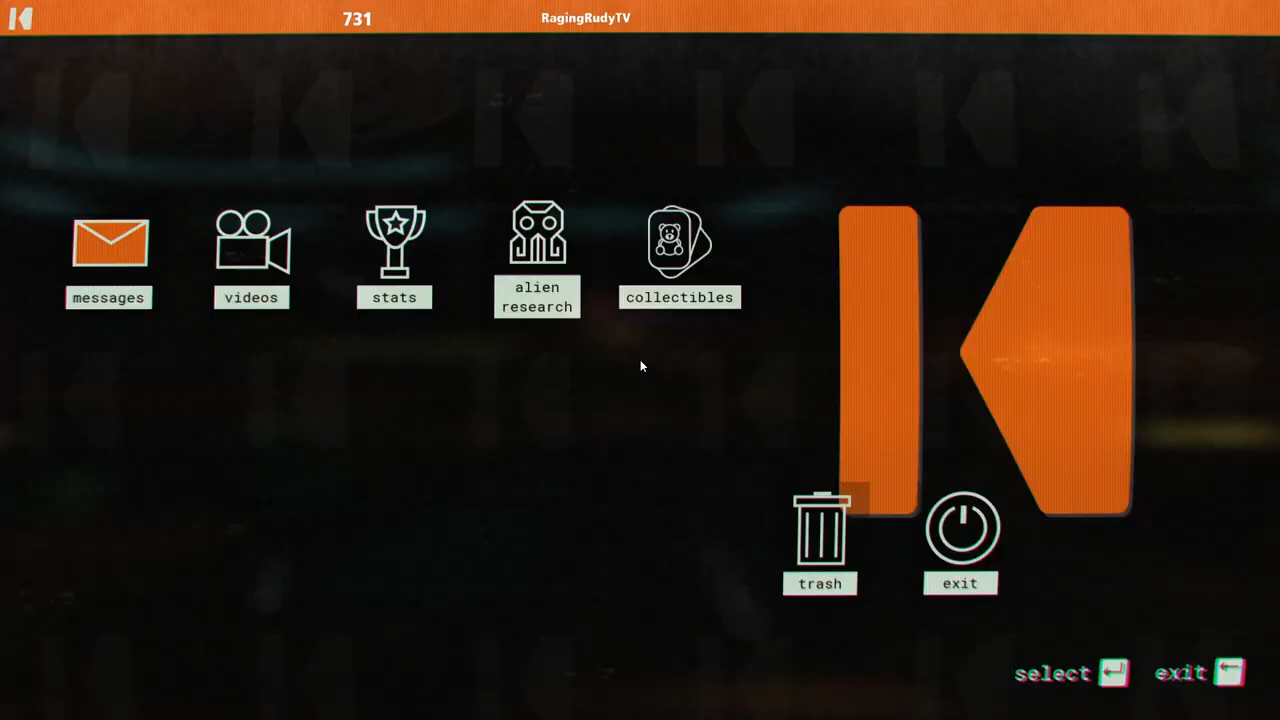 731
RagingRudyTV
messages
videos
stats
alien
research
collectibles
trash
exit
select
exit